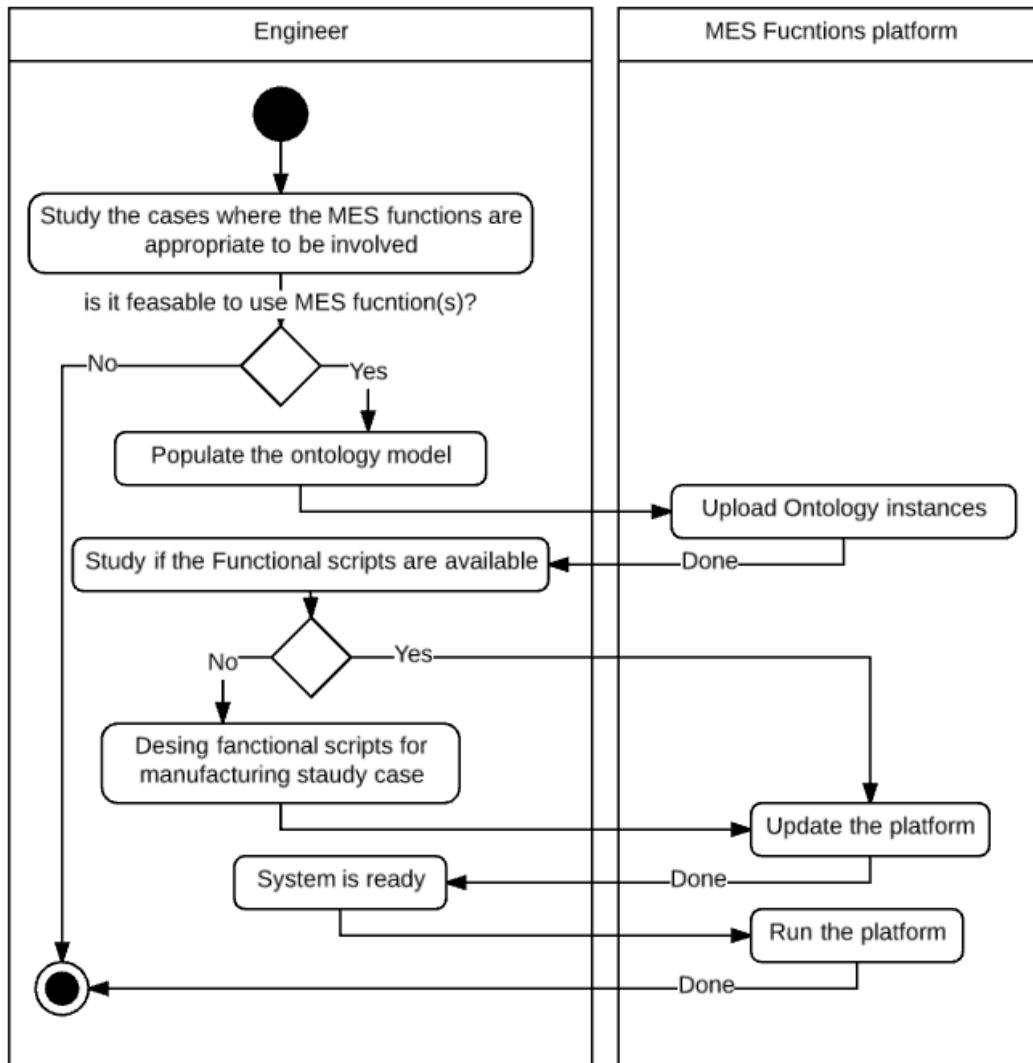 Engineer
MES Fucntions platform
Study the cases where the MES functions are
appropriate to be involved
is it feasable to use MES fucntion(s)?
No
Yes
Populate the ontology model
Upload Ontology instances
Study if the Functional scripts are available
Done
No
Yes
Desing fanctional scripts for
manufacturing staudy case
Update the platform
System is ready
Done
Run the platform
Done